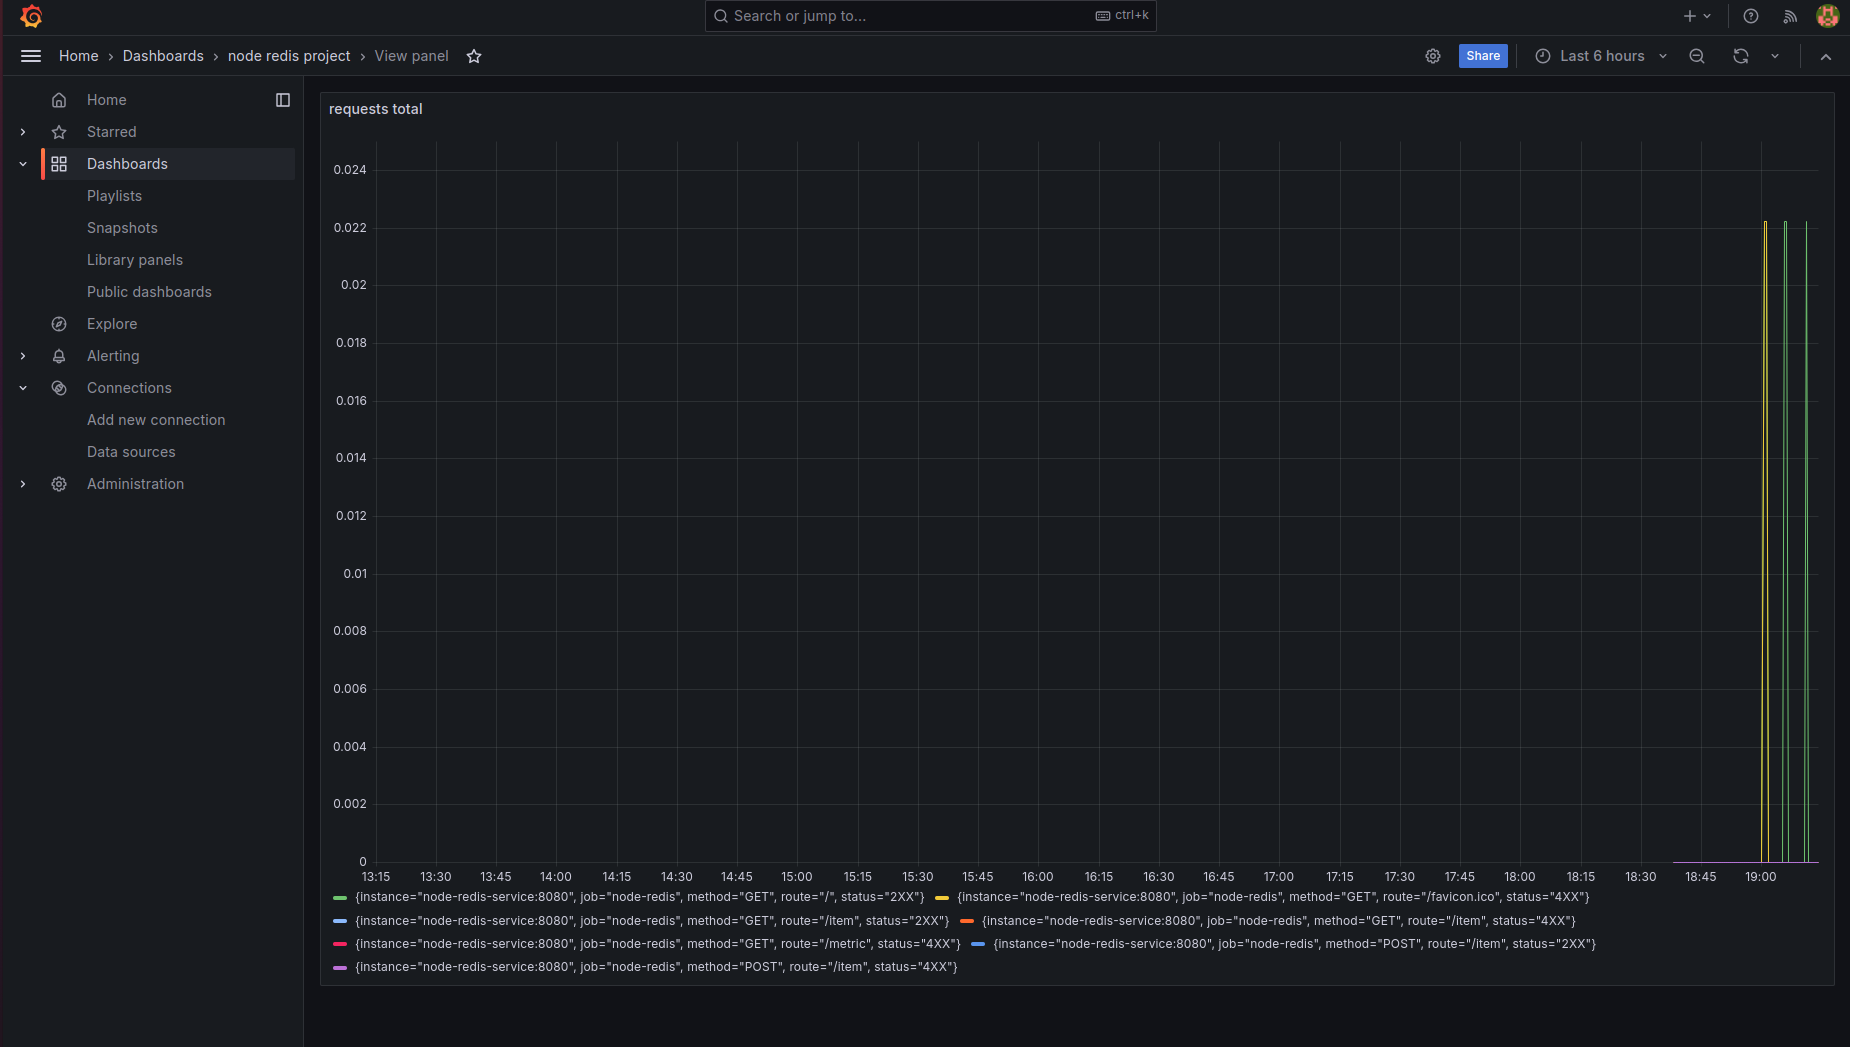 Search or jump to... ctrl+k
Home › Dashboards › node redis project › View panel
Share Last 6 hours
Home
Starred
Dashboards
Playlists
Snapshots
Library panels
Public dashboards
Explore
Alerting
Connections
Add new connection
Data sources
Administration
requests total
0.024
0.022
0.02
0.018
0.016
0.014
0.012
0.01
0.008
0.006
0.004
0.002
0
13:15 13:30 13:45 14:00 14:15 14:30 14:45 15:00 15:15 15:30 15:45 16:00 16:15 16:30 16:45 17:00 17:15 17:30 17:45 18:00 18:15 18:30 18:45 19:00
{instance="node-redis-service:8080", job="node-redis", method="GET", route="/", status="2XX"} {instance="node-redis-service:8080", job="node-redis", method="GET", route="/favicon.ico", status="4XX"}
{instance="node-redis-service:8080", job="node-redis", method="GET", route="/item", status="2XX"} {instance="node-redis-service:8080", job="node-redis", method="GET", route="/item", status="4XX"}
{instance="node-redis-service:8080", job="node-redis", method="GET", route="/metric", status="4XX"} {instance="node-redis-service:8080", job="node-redis", method="POST", route="/item", status="2XX"}
{instance="node-redis-service:8080", job="node-redis", method="POST", route="/item", status="4XX"}